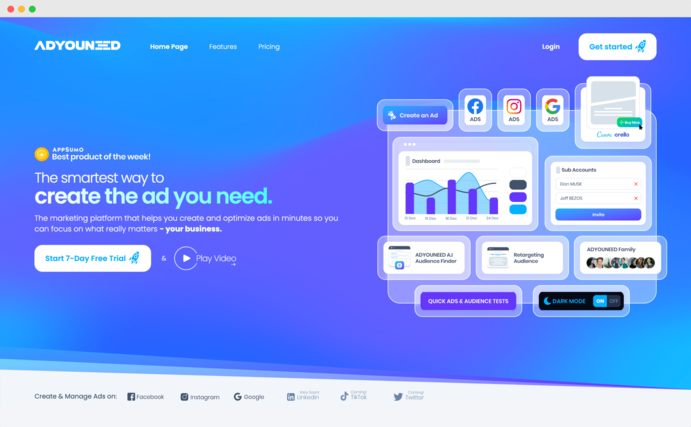 ADYOUNEED
Home Page Features Pricing
Login
Get started
APPSUMO
Best product of the week!
The smartest way to
create the ad you need.
The marketing platform that helps you create and optimize ads in minutes so you
can focus on what really matters - your business.
Start 7-Day Free Trial & Play Video
Create an Ad
ADS
ADS
ADS
Buy Now
Canva crello
Dashboard
Sub Accounts
Elon MUSK
Jeff BEZOS
Invite
ADYOUNEED AI
Audience Finder
Retargeting
Audience
ADYOUNEED Family
QUICK ADS & AUDIENCE TESTS
DARK MODE ON OFF
Create & Manage Ads on: Facebook Instagram Google LinkedIn TikTok Twitter